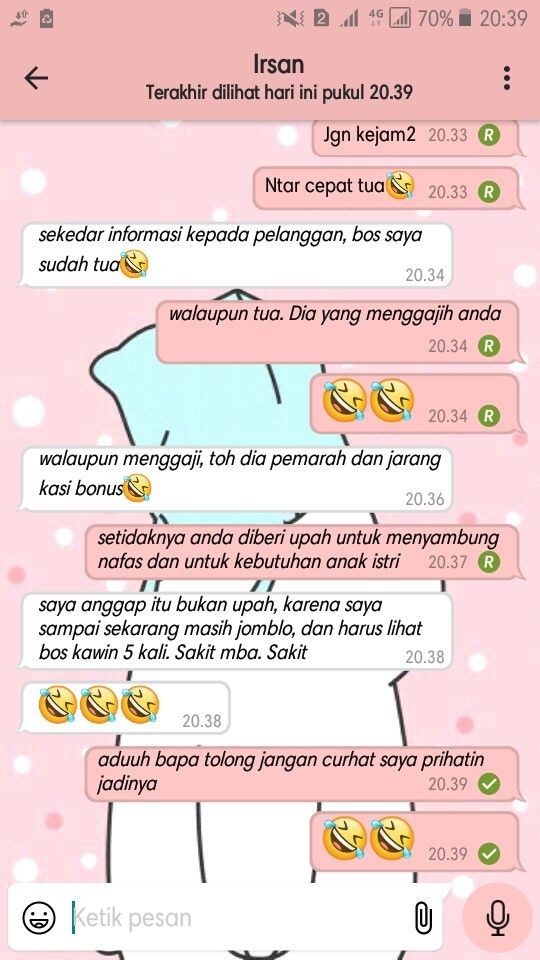 2 4G 70% 20:39
Irsan
Terakhir dilihat hari ini pukul 20.39
Jgn kejam2 20.33 R
Ntar cepat tua🤣 20.33 R
sekedar informasi kepada pelanggan, bos saya
sudah tua🤣
20.34
walaupun tua. Dia yang menggajih anda
20.34 R
🤣🤣 20.34 R
walaupun menggaji, toh dia pemarah dan jarang
kasi bonus🤣
20.36
setidaknya anda diberi upah untuk menyambung
nafas dan untuk kebutuhan anak istri 20.37 R
saya anggap itu bukan upah, karena saya
sampai sekarang masih jomblo, dan harus lihat
bos kawin 5 kali. Sakit mba. Sakit
20.38
🤣🤣🤣 20.38
aduuh bapa tolong jangan curhat saya prihatin
jadinya 20.39
🤣🤣 20.39
Ketik pesan